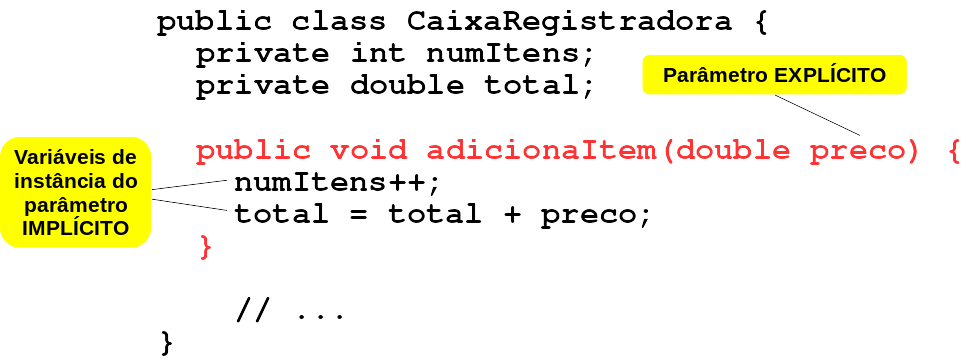 public class CaixaRegistradora {
private int numItens;
private double total;
Parâmetro EXPLÍCITO
public void adicionaItem(double preco) {
Variáveis de
instância do
parâmetro
IMPLÍCITO
numItens++;
total = total + preco;
}
// ...
}